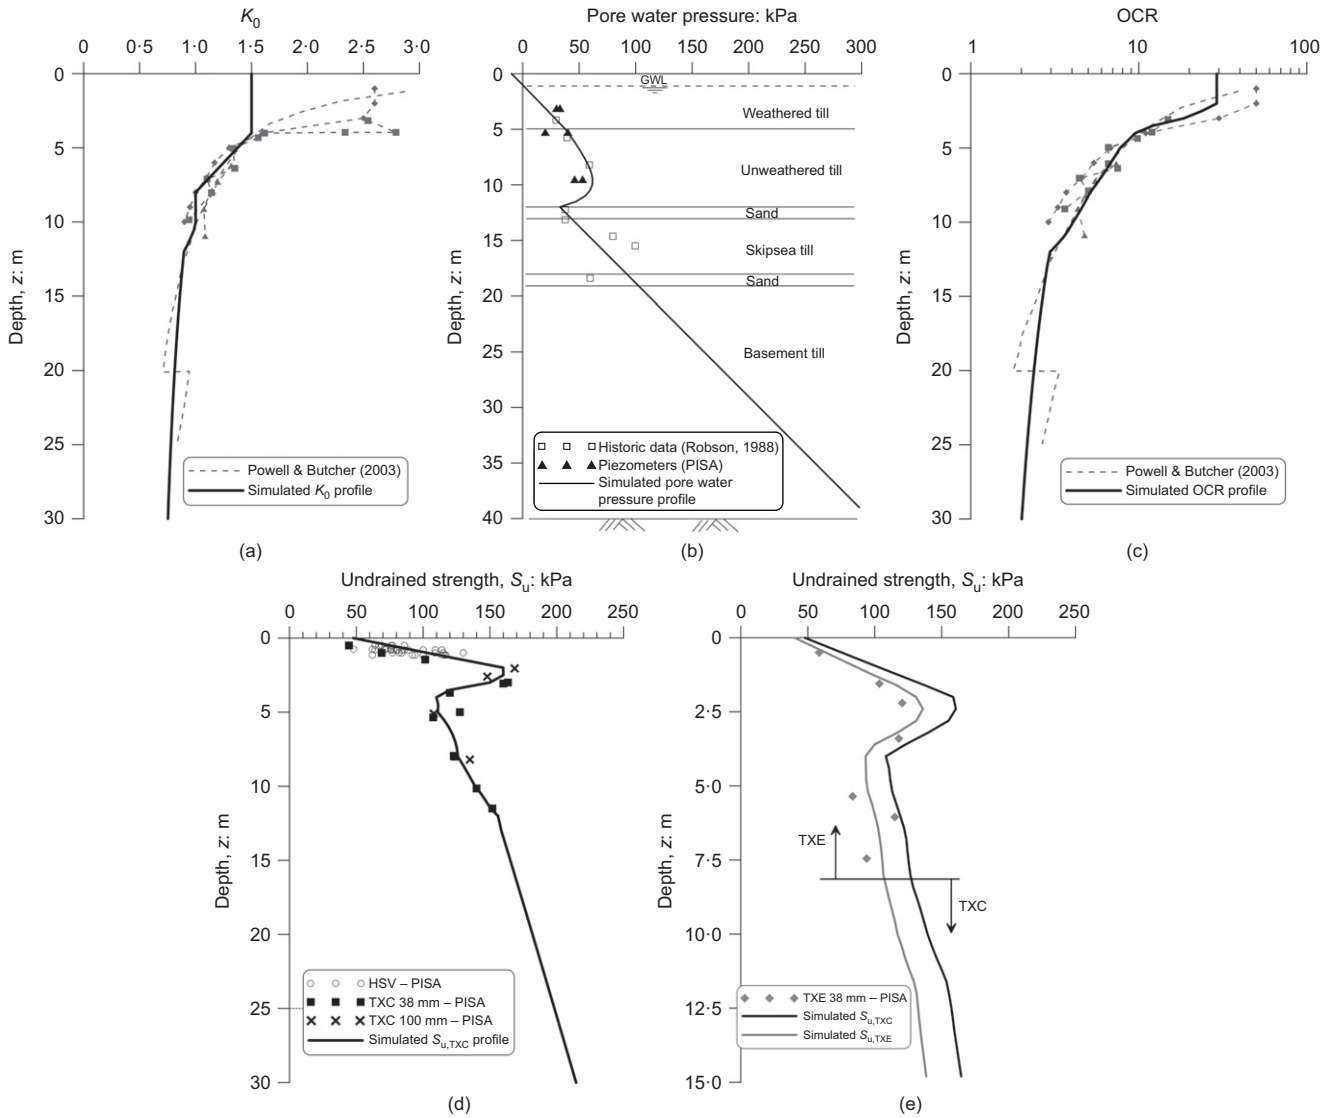 K0
0 0·5 1·0 1·5 2·0 2·5 3·0
0
5
10
15
20
25
30
Depth, z: m
Powell & Butcher (2003)
Simulated K0 profile
(a)
Pore water pressure: kPa
0 50 100 150 200 250 300
0
5
10
15
20
25
30
35
40
Depth, z: m
GWL
Weathered till
Unweathered till
Sand
Skipsea till
Sand
Basement till
Historic data (Robson, 1988)
Piezometers (PISA)
Simulated pore water
pressure profile
(b)
OCR
1 10 100
0
5
10
15
20
25
30
Depth, z: m
Powell & Butcher (2003)
Simulated OCR profile
(c)
Undrained strength, Su: kPa
0 50 100 150 200 250
0
5
10
15
20
25
30
Depth, z: m
HSV – PISA
TXC 38 mm – PISA
TXC 100 mm – PISA
Simulated Su,TXC profile
(d)
Undrained strength, Su: kPa
0 50 100 150 200 250
0
2·5
5·0
7·5
10·0
12·5
15·0
Depth, z: m
TXE
TXC
TXE 38 mm – PISA
Simulated Su,TXC
Simulated Su,TXE
(e)